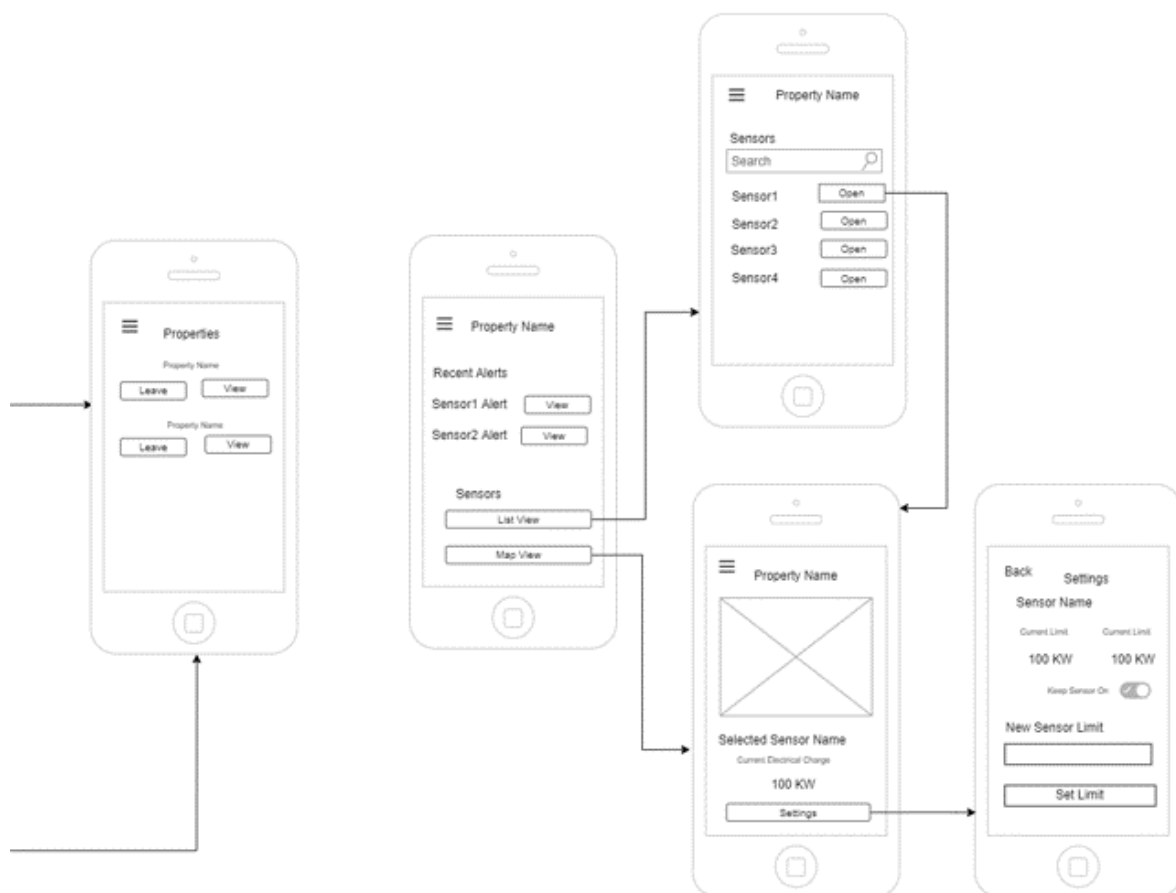 Properties
Property Name
Leave View
Property Name
Leave View
Property Name
Recent Alerts
Sensor1 Alert View
Sensor2 Alert View
Sensors
List View
Map View
Property Name
Sensors
Search
Sensor1 Open
Sensor2 Open
Sensor3 Open
Sensor4 Open
Property Name
Selected Sensor Name
Current Electrical Charge
100 KW
Settings
Back Settings
Sensor Name
Current Limit Current Limit
100 KW 100 KW
Keep Sensor On
New Sensor Limit
Set Limit